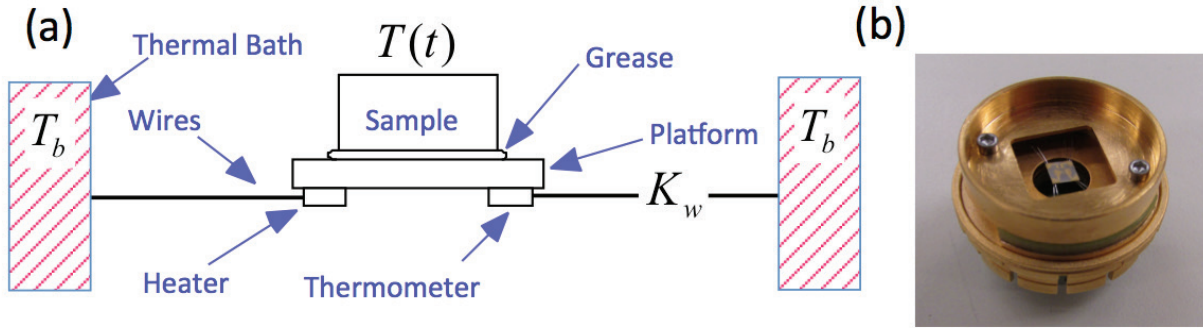 (a)
Thermal Bath
T(t)
Grease
(b)
T_b
Wires
Sample
Platform
T_b
K_w
Heater
Thermometer